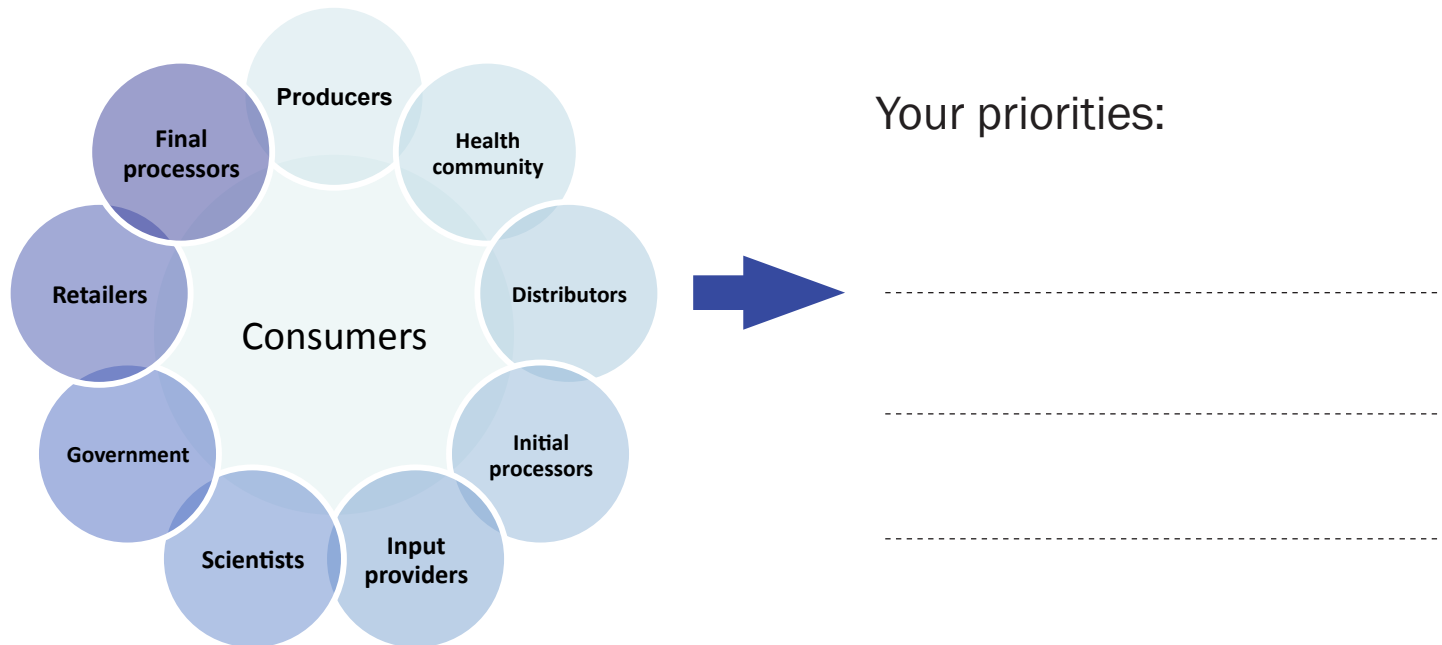 Producers
Health
community
Distributors
Initial
processors
Input
providers
Scientists
Government
Retailers
Final
processors
Consumers
Your priorities: